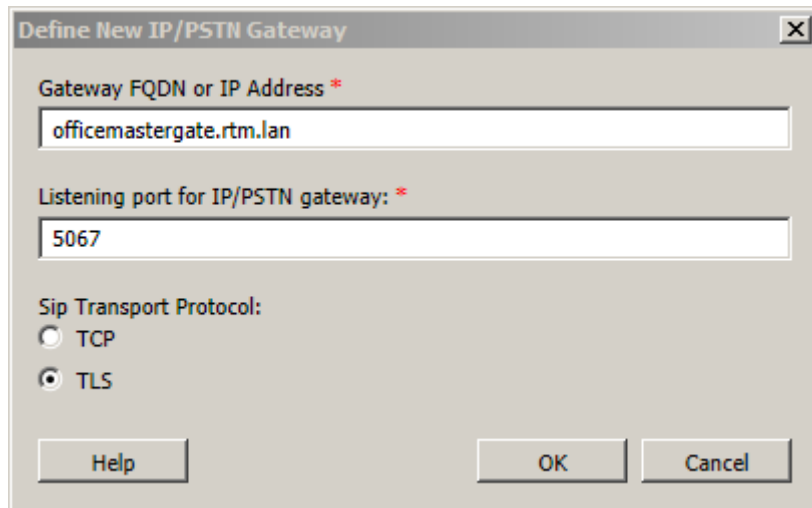 Define New IP/PSTN Gateway
Gateway FQDN or IP Address *
officemastergate.rtm.lan
Listening port for IP/PSTN gateway: *
5067
Sip Transport Protocol:
TCP
TLS
Help OK Cancel